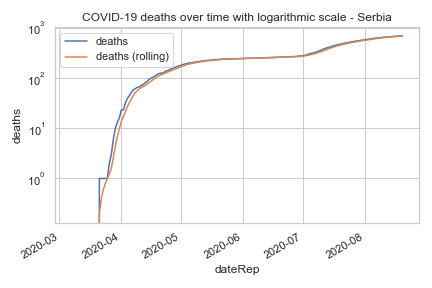 COVID-19 deaths over time with logarithmic scale - Serbia
10³
10²
10¹
10⁰
deaths
deaths
deaths (rolling)
2020-03
2020-04
2020-05
2020-06
2020-07
2020-08
dateRep